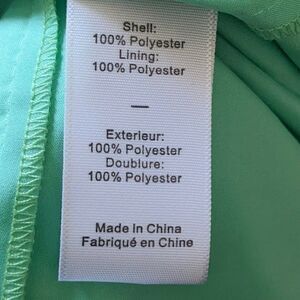 Shell:
100% Polyester
Lining:
100% Polyester
—
Exterieur:
100% Polyester
Doublure:
100% Polyester
Made In China
Fabriqué en Chine